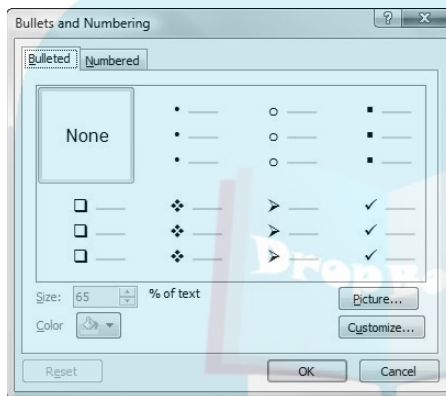 Bullets and Numbering
Bulleted Numbered
None
Size: 65 % of text
Picture...
Color
Customize...
Reset OK Cancel